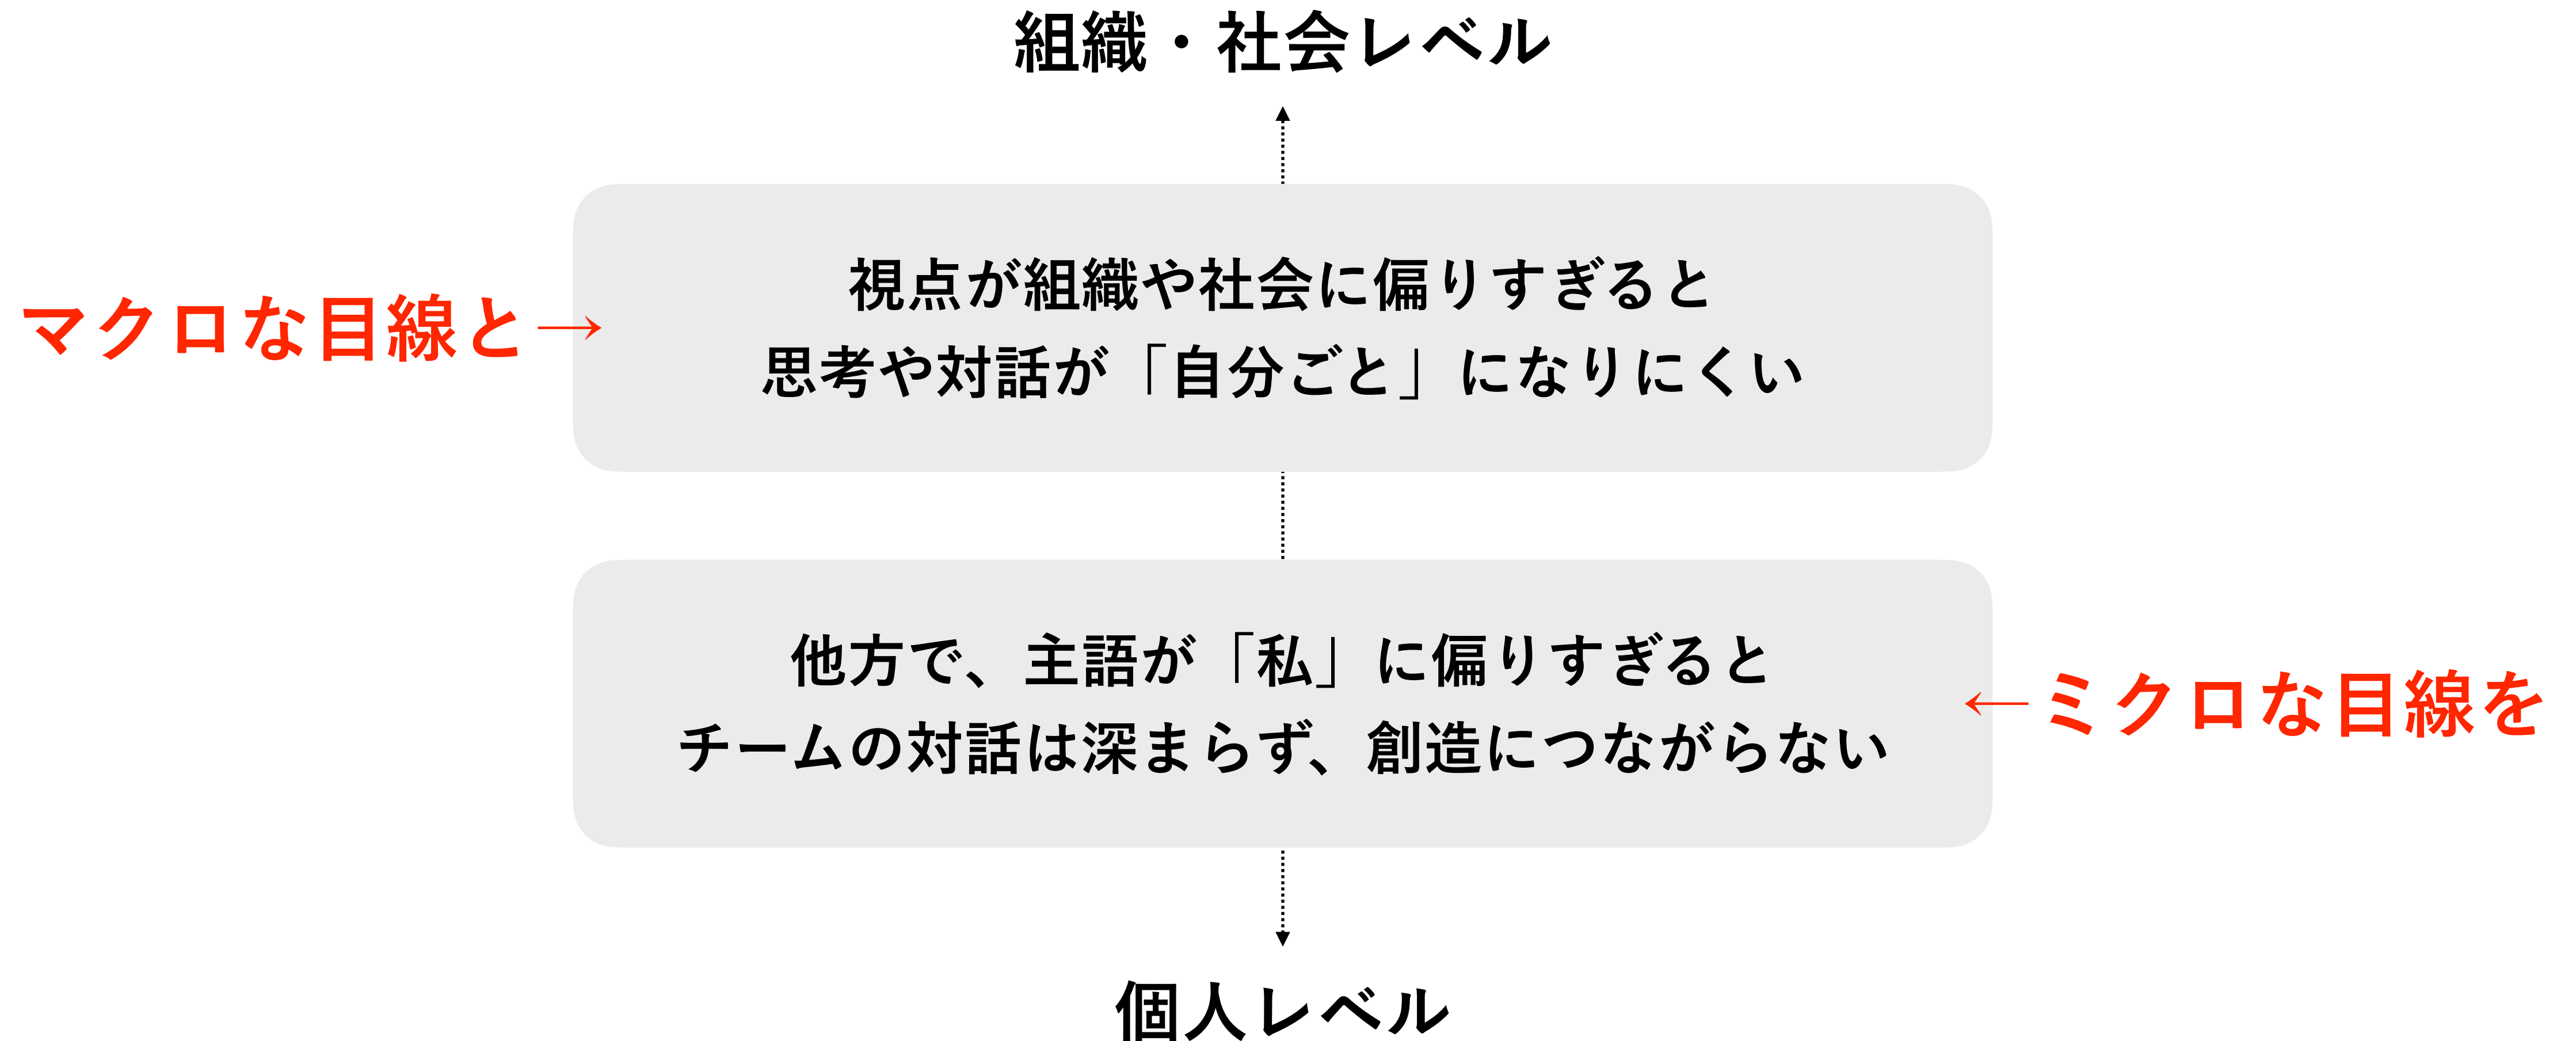 組織・社会レベル
視点が組織や社会に偏りすぎると
マクロな目線と→
思考や対話が「自分ごと」になりにくい
他方で、主語が「私」に偏りすぎると
←ミクロな目線を
チームの対話は深まらず、創造につながらない
個人レベル